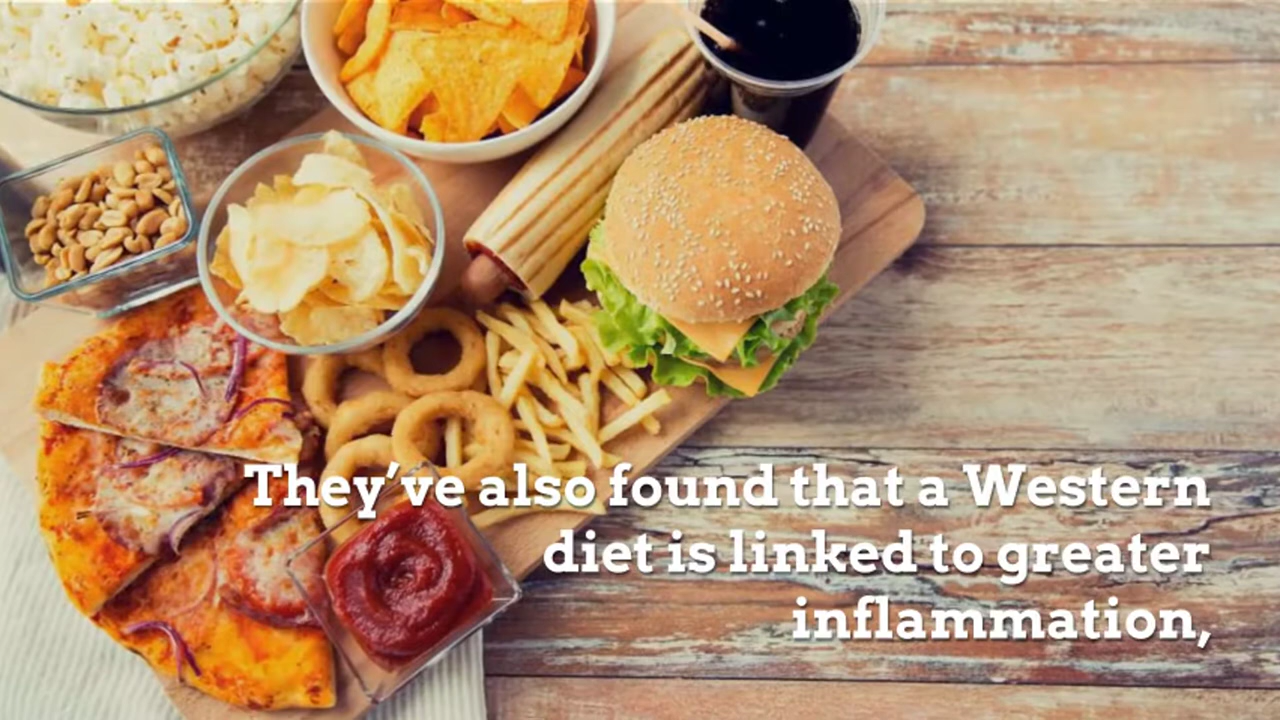 They’ve also found that a Western
diet is linked to greater
inflammation,